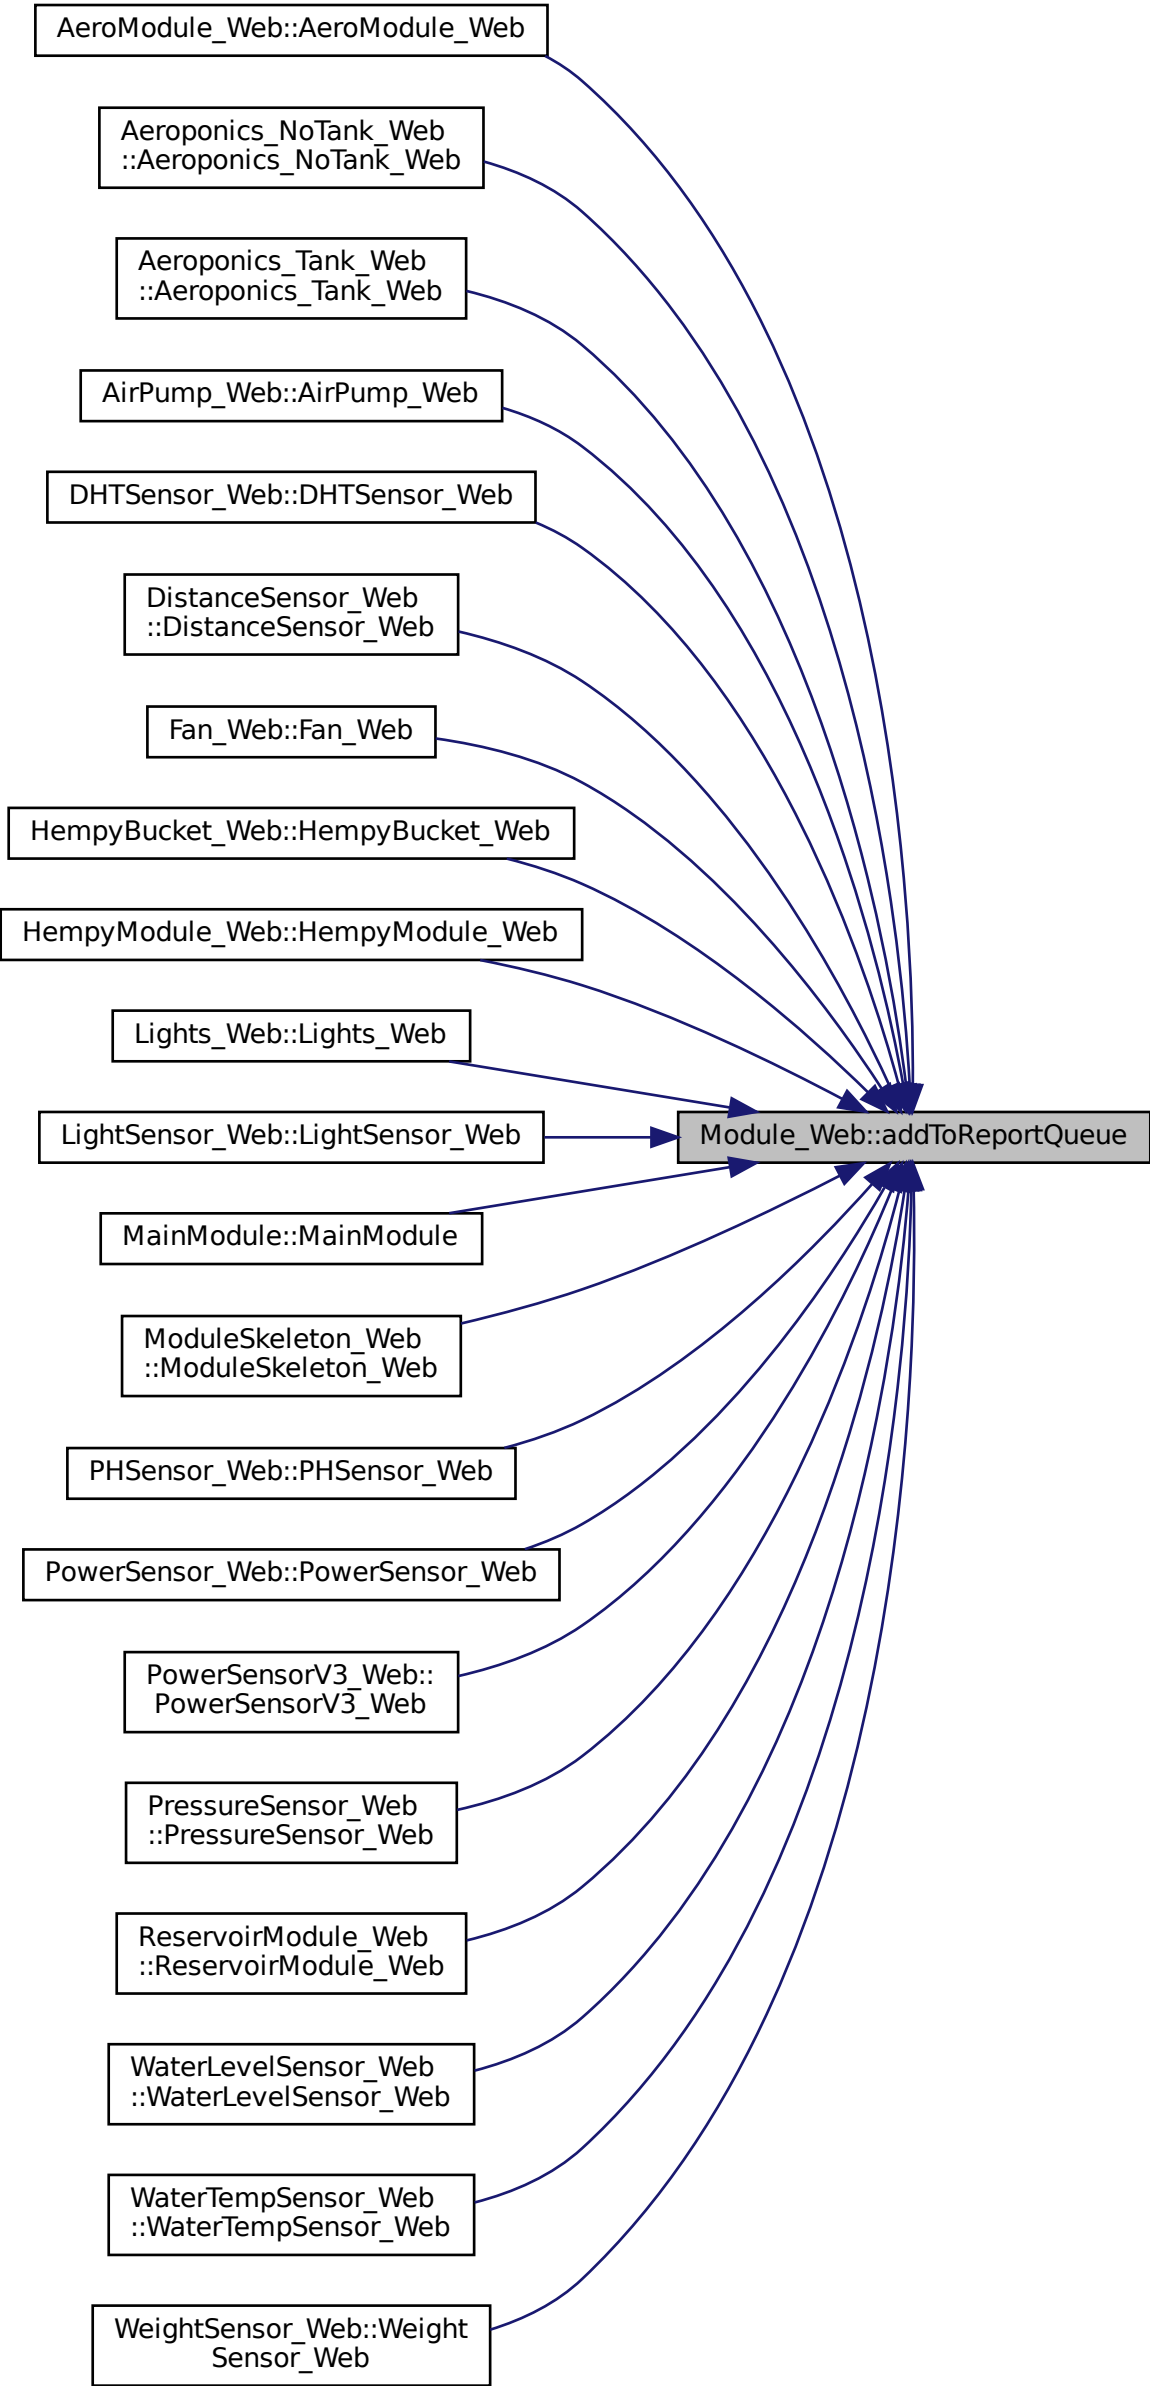 AeroModule_Web::AeroModule_Web
Aeroponics_NoTank_Web
::Aeroponics_NoTank_Web
Aeroponics_Tank_Web
::Aeroponics_Tank_Web
AirPump_Web::AirPump_Web
DHTSensor_Web::DHTSensor_Web
DistanceSensor_Web
::DistanceSensor_Web
Fan_Web::Fan_Web
HempyBucket_Web::HempyBucket_Web
HempyModule_Web::HempyModule_Web
Lights_Web::Lights_Web
LightSensor_Web::LightSensor_Web
Module_Web::addToReportQueue
MainModule::MainModule
ModuleSkeleton_Web
::ModuleSkeleton_Web
PHSensor_Web::PHSensor_Web
PowerSensor_Web::PowerSensor_Web
PowerSensorV3_Web::
PowerSensorV3_Web
PressureSensor_Web
::PressureSensor_Web
ReservoirModule_Web
::ReservoirModule_Web
WaterLevelSensor_Web
::WaterLevelSensor_Web
WaterTempSensor_Web
::WaterTempSensor_Web
WeightSensor_Web::Weight
Sensor_Web